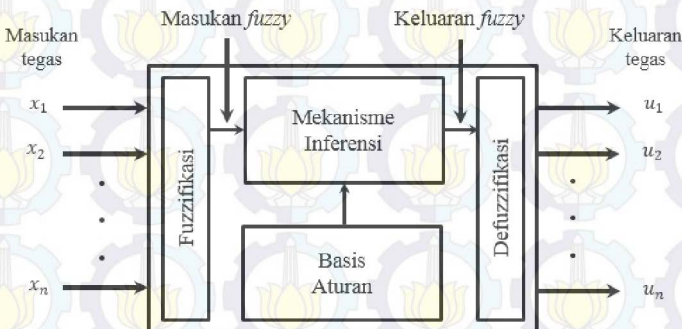 Masukan fuzzy
Keluaran fuzzy
Masukan
tegas
Keluaran
tegas
x₁
x₂
xₙ
Fuzzifikasi
Mekanisme
Inferensi
Basis
Aturan
Defuzzifikasi
u₁
u₂
uₙ